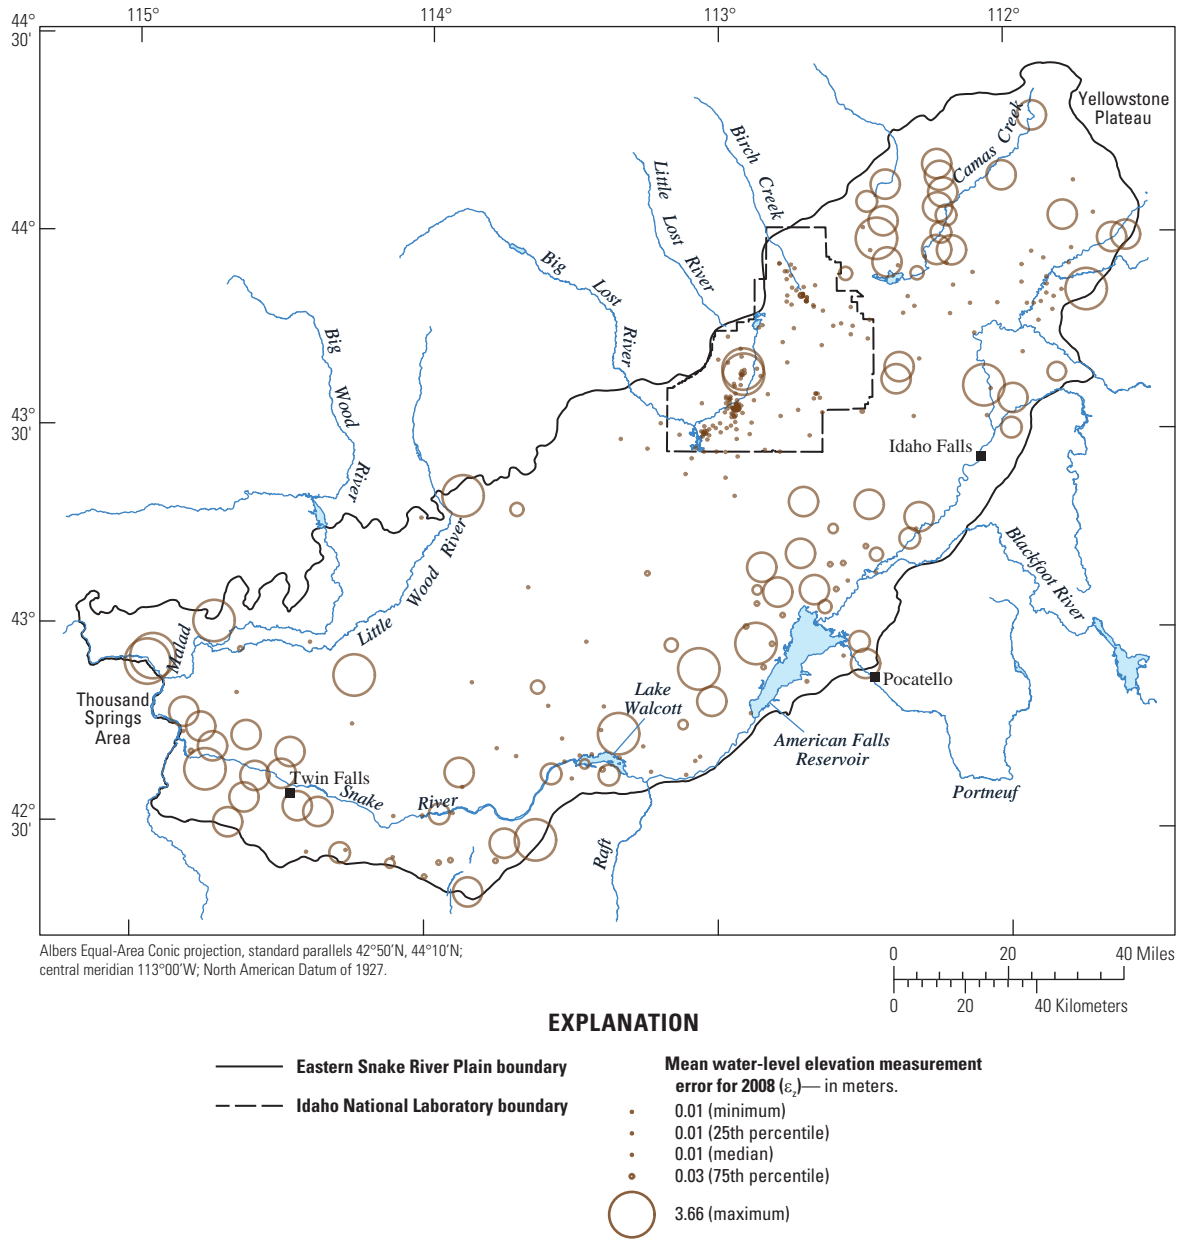 115°
114°
113°
112°
44°
30'
44°
43°
30'
43°
42°
30'
Yellowstone
Plateau
Camas Creek
Birch Creek
Little Lost River
Big Lost River
Big Wood River
Idaho Falls
Little Wood River
Blackfoot River
Malad
Thousand
Springs
Area
Pocatello
Lake
Walcott
American Falls
Reservoir
Twin Falls
Snake River
Portneuf
Raft
Albers Equal-Area Conic projection, standard parallels 42°50'N, 44°10'N;
central meridian 113°00'W; North American Datum of 1927.
0 20 40 Miles
0 20 40 Kilometers
EXPLANATION
Eastern Snake River Plain boundary
Idaho National Laboratory boundary
Mean water-level elevation measurement
error for 2008 (εz)— in meters.
0.01 (minimum)
0.01 (25th percentile)
0.01 (median)
0.03 (75th percentile)
3.66 (maximum)